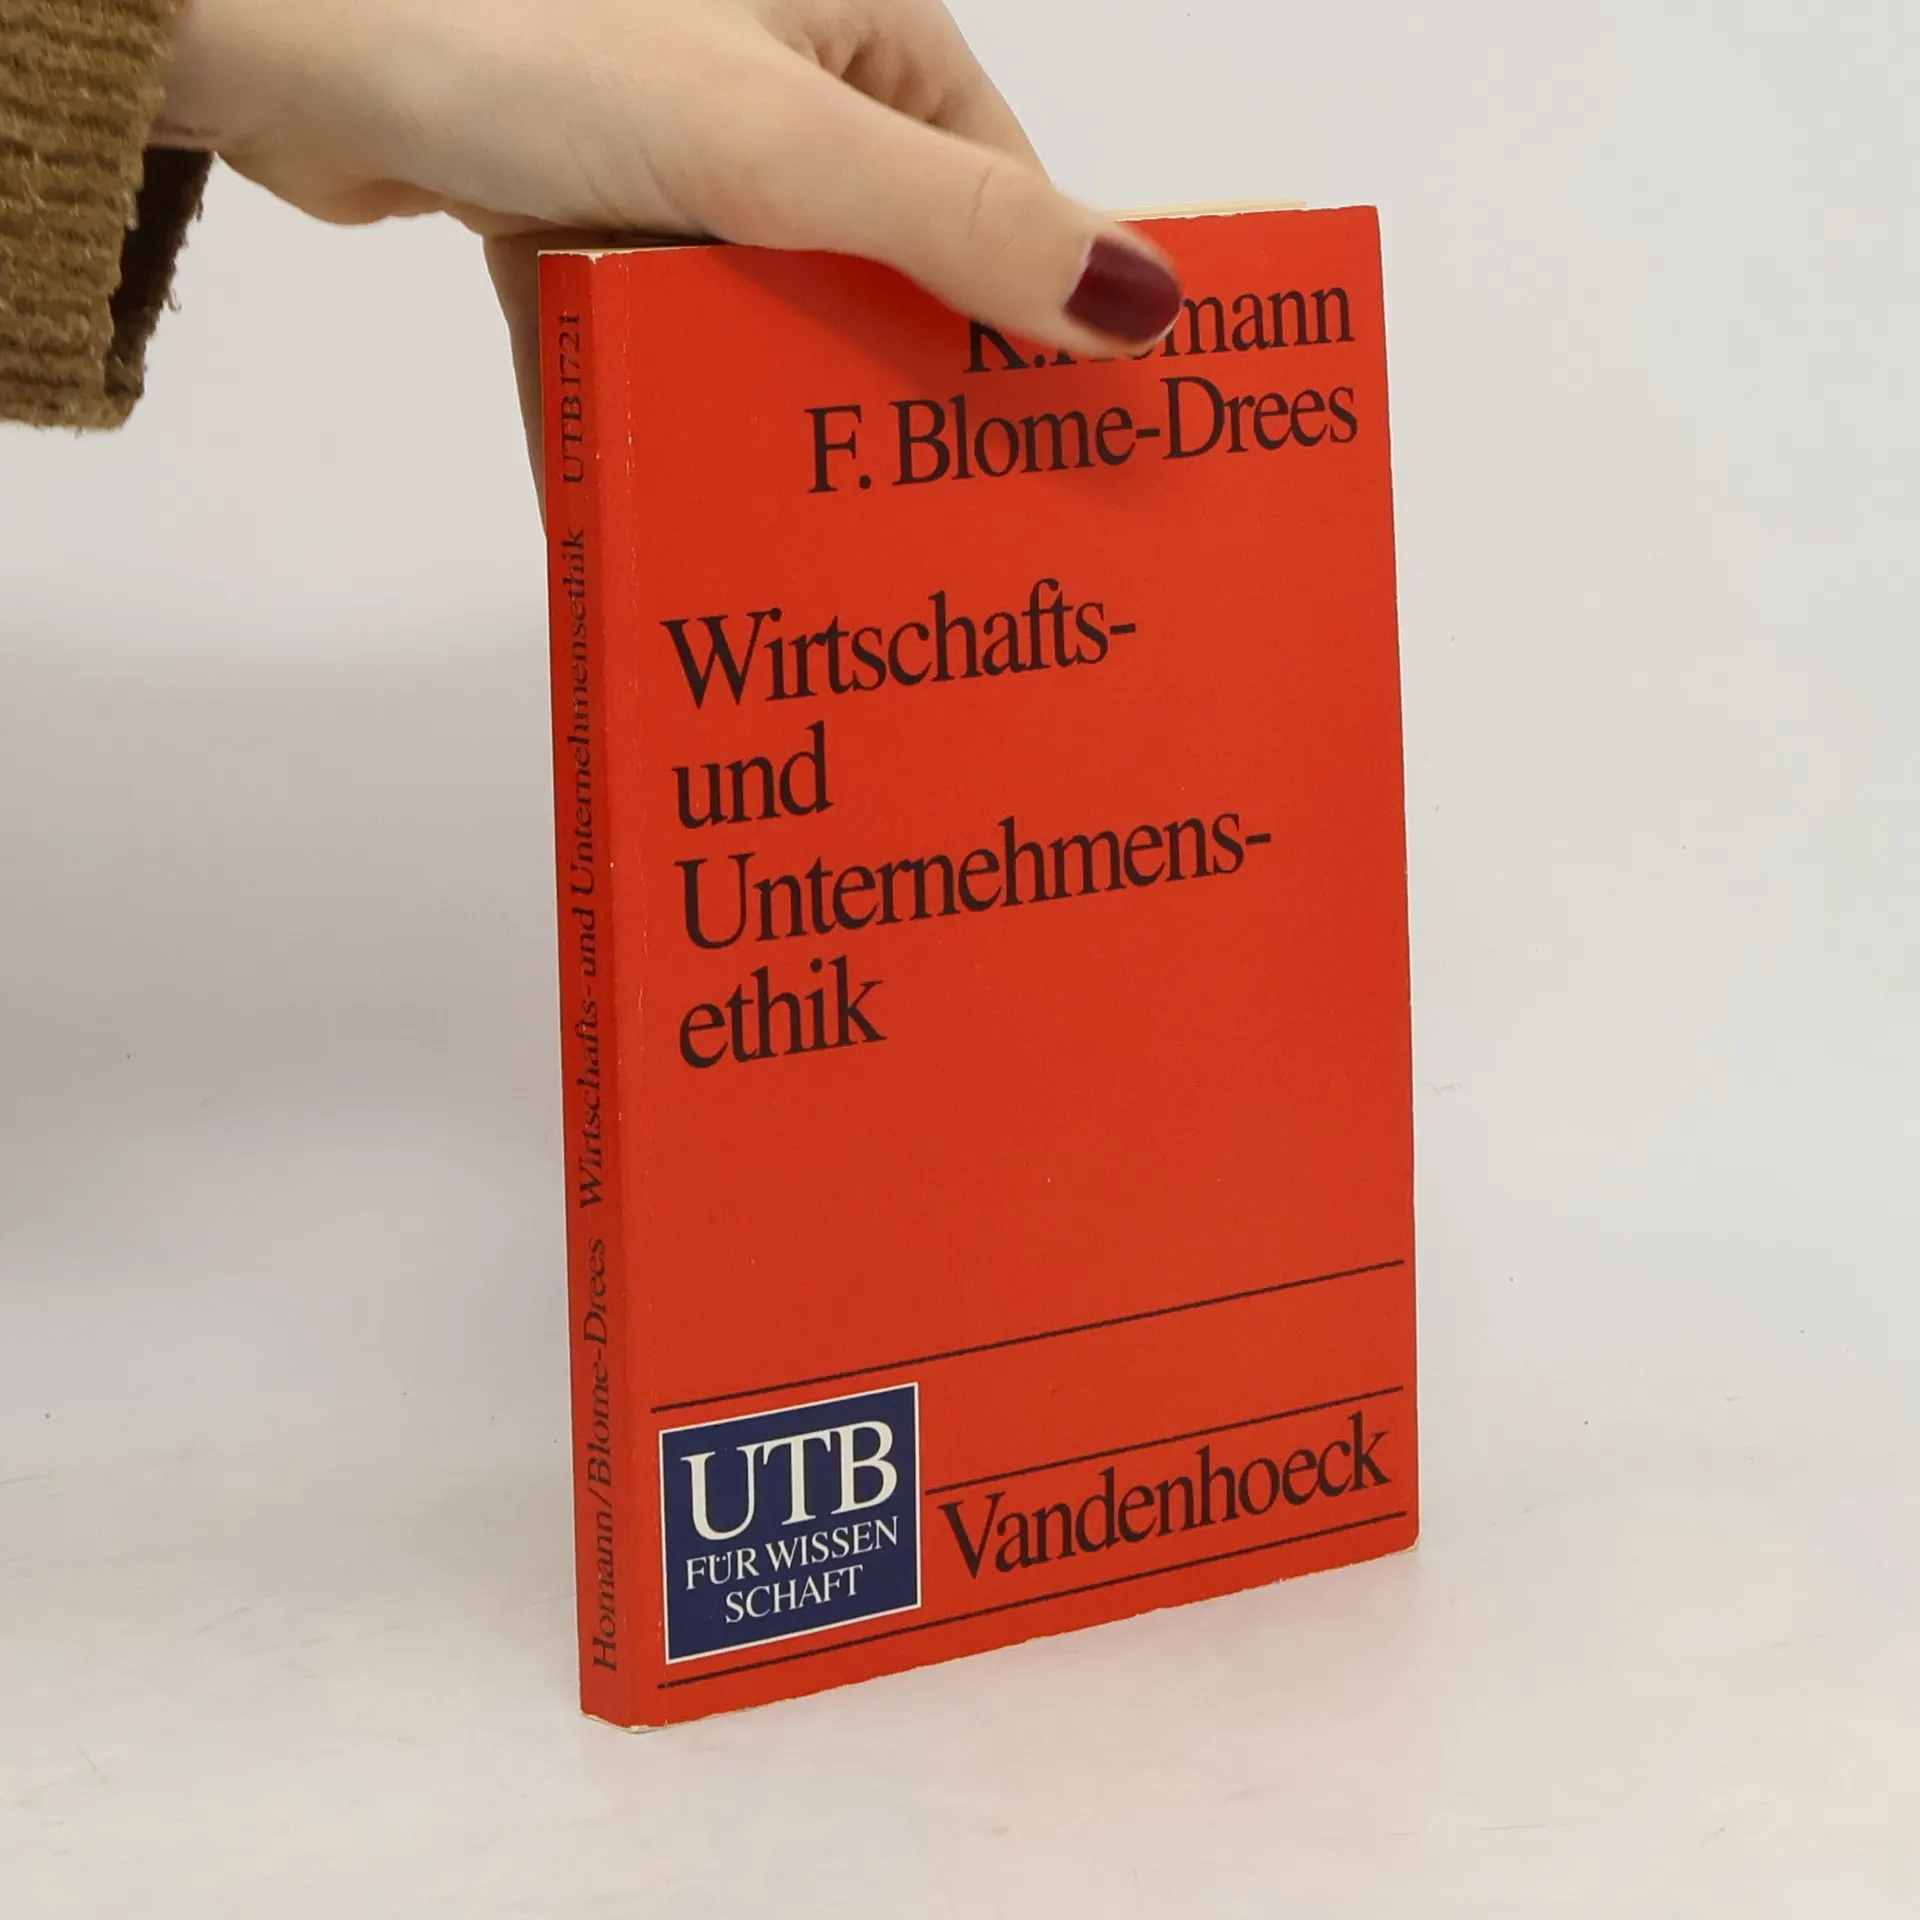 K. Homann
F. Blome-Drees
Wirtschafts-
und
Unternehmens-
ethik
UTB
FÜR WISSEN
SCHAFT
Vandenhoeck
Homann/Blome-Drees Wirtschafts- und Unternehmensethik UTB 1721